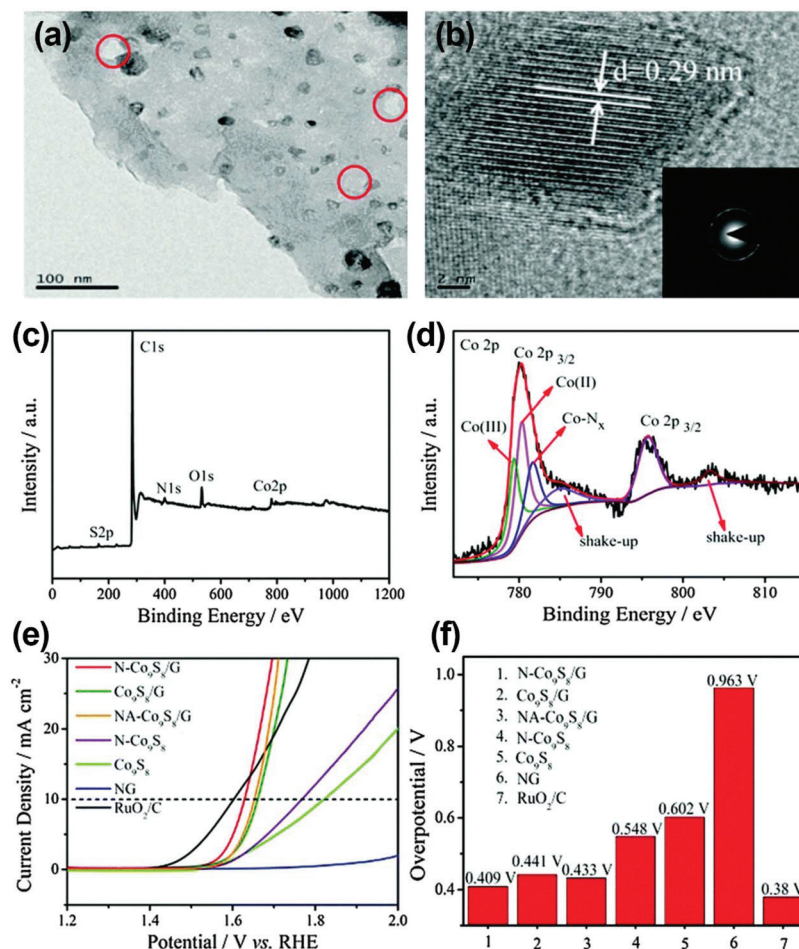 (a)
100 nm
(b)
d=0.29 nm
2 nm
(c)
C1s
N1s
O1s
Co2p
S2p
Intensity / a.u.
0 200 400 600 800 1000 1200
Binding Energy / eV
(d)
Co 2p
Co 2p 3/2
Co(II)
Co(III)
Co-Nx
Co 2p 3/2
shake-up
shake-up
Intensity / a.u.
780 790 800 810
Binding Energy / eV
(e)
N-Co9S8/G
Co9S8/G
NA-Co9S8/G
N-Co9S8
Co9S8
NG
RuO2/C
Current Density / mA cm-2
30
20
10
0
1.2 1.4 1.6 1.8 2.0
Potential / V vs. RHE
(f)
1. N-Co9S8/G
2. Co9S8/G
3. NA-Co9S8/G
4. N-Co9S8
5. Co9S8
6. NG
7. RuO2/C
Overpotential / V
1.0
0.8
0.6
0.4
0.409 V
0.441 V
0.433 V
0.548 V
0.602 V
0.963 V
0.38 V
1 2 3 4 5 6 7